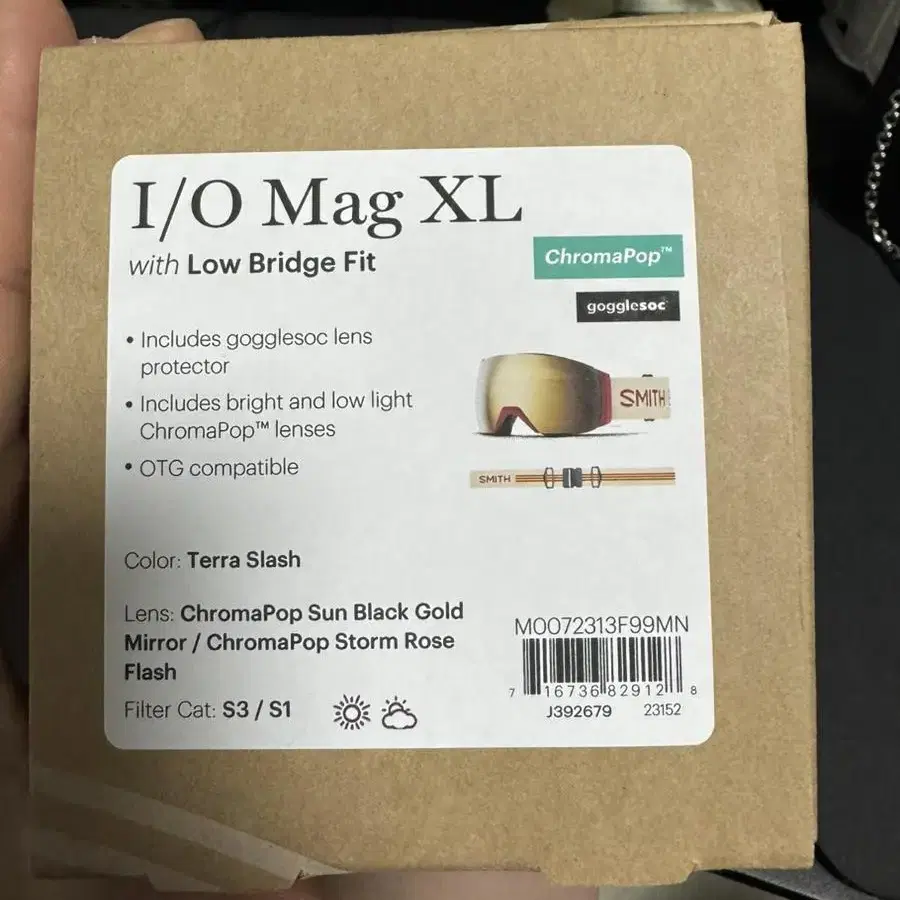 I/O Mag XL
with Low Bridge Fit
ChromaPop™
gogglesoc
• Includes gogglesoc lens
protector
• Includes bright and low light
ChromaPop™ lenses
• OTG compatible
SMITH
SMITH
Color: Terra Slash
Lens: ChromaPop Sun Black Gold
Mirror / ChromaPop Storm Rose
Flash
Filter Cat: S3 / S1
M0072313F99MN
7 16736 82912 8
J392679 23152